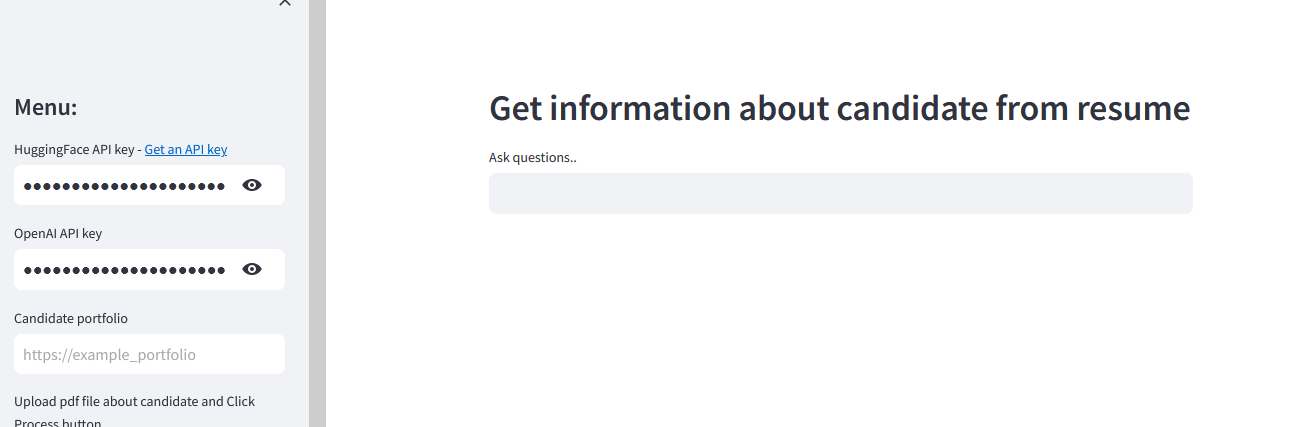 Menu:
HuggingFace API key - Get an API key
OpenAI API key
Candidate portfolio
https://example_portfolio
Upload pdf file about candidate and Click
Process button
Get information about candidate from resume
Ask questions..